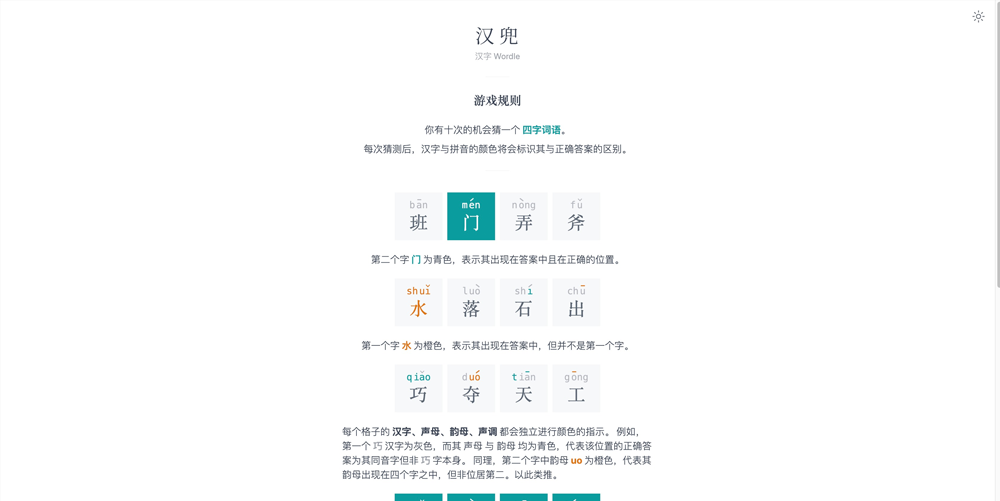 汉兜
汉字 Wordle
游戏规则
你有十次的机会猜一个 四字词语。
每次猜测后，汉字与拼音的颜色将会标识其与正确答案的区别。
bān mén nòng fǔ
班 门 弄 斧
第二个字 门 为青色，表示其出现在答案中且在正确的位置。
shuǐ luò shí chū
水 落 石 出
第一个字 水 为橙色，表示其出现在答案中，但并不是第一个字。
qiǎo duó tiān gōng
巧 夺 天 工
每个格子的 汉字、声母、韵母、声调 都会独立进行颜色的指示。 例如，
第一个 巧 汉字为灰色，而其 声母 与 韵母 均为青色，代表该位置的正确答
案为其同音字但非 巧 字本身。 同理，第二个字中韵母 uo 为橙色，代表其
韵母出现在四个字之中，但非位居第二。以此类推。